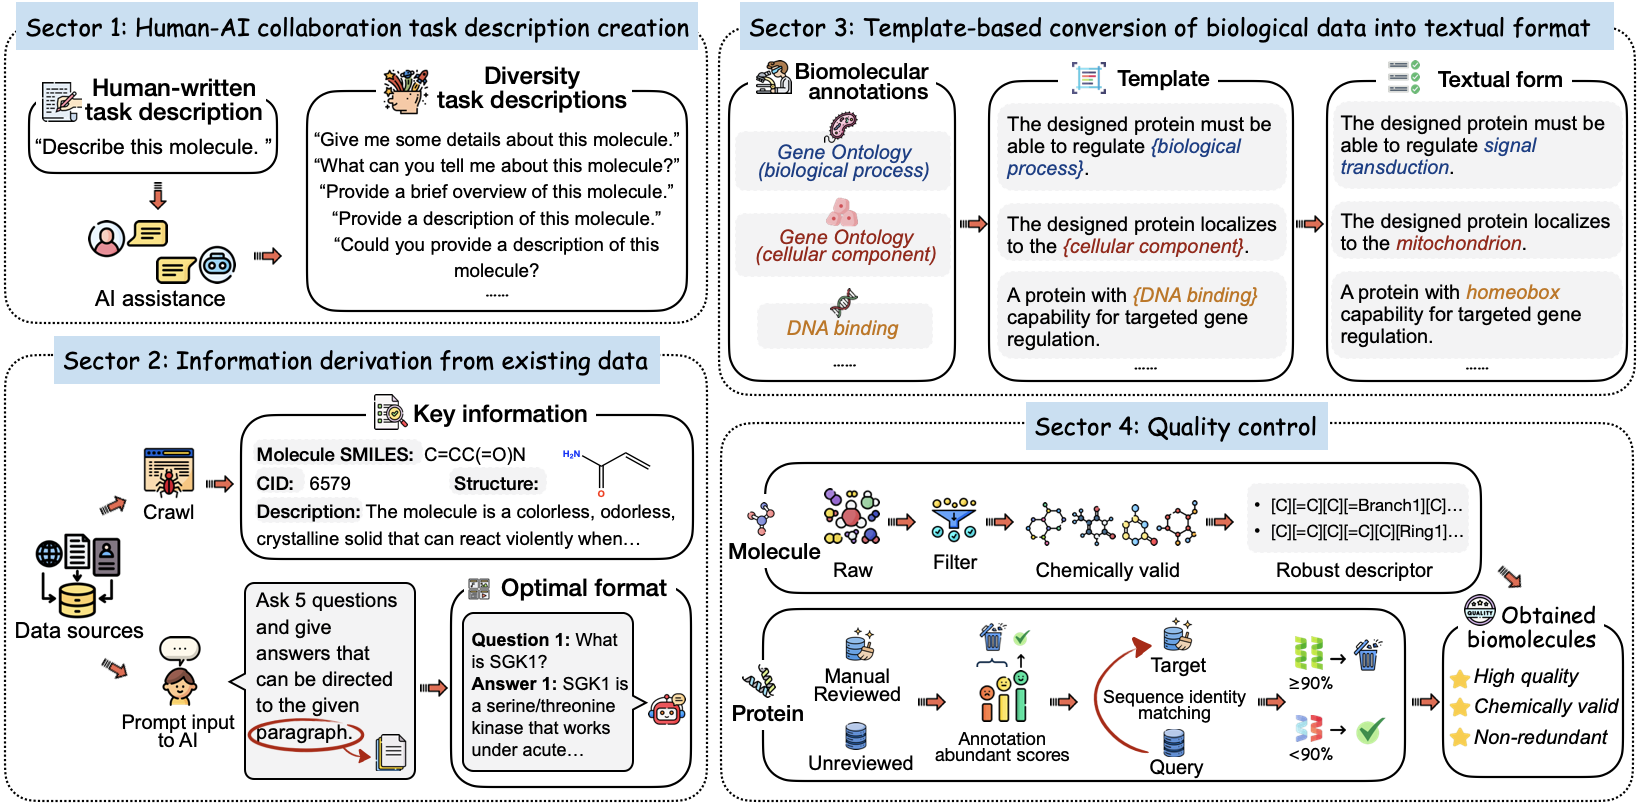 Sector 1: Human-AI collaboration task description creation
Human-written
task description
“Describe this molecule. ”
AI assistance
Diversity
task descriptions
“Give me some details about this molecule.”
“What can you tell me about this molecule?”
“Provide a brief overview of this molecule.”
“Provide a description of this molecule.”
“Could you provide a description of this
molecule?
......
Sector 2: Information derivation from existing data
Data sources
Crawl
Key information
Molecule SMILES: C=CC(=O)N
CID: 6579
Structure:
H₂N
O
Description: The molecule is a colorless, odorless,
crystalline solid that can react violently when…
Prompt input
to AI
Ask 5 questions
and give
answers that
can be directed
to the given
paragraph.
Optimal format
Question 1: What
is SGK1?
Answer 1: SGK1 is
a serine/threonine
kinase that works
under acute…
Sector 3: Template-based conversion of biological data into textual format
Biomolecular
annotations
Gene Ontology
(biological process)
Gene Ontology
(cellular component)
DNA binding
......
Template
The designed protein must be
able to regulate {biological
process}.
The designed protein localizes
to the {cellular component}.
A protein with {DNA binding}
capability for targeted gene
regulation.
......
Textual form
The designed protein must be
able to regulate signal
transduction.
The designed protein localizes
to the mitochondrion.
A protein with homeobox
capability for targeted gene
regulation.
......
Sector 4: Quality control
Molecule
Raw
Filter
Chemically valid
• [C][=C][C][=Branch1][C]...
• [C][=C][C][=C][C][Ring1]...
Robust descriptor
Protein
Manual
Reviewed
Unreviewed
Annotation
abundant scores
Target
Sequence identity
matching
Query
≥90%
<90%
QUALITY
Obtained
biomolecules
High quality
Chemically valid
Non-redundant